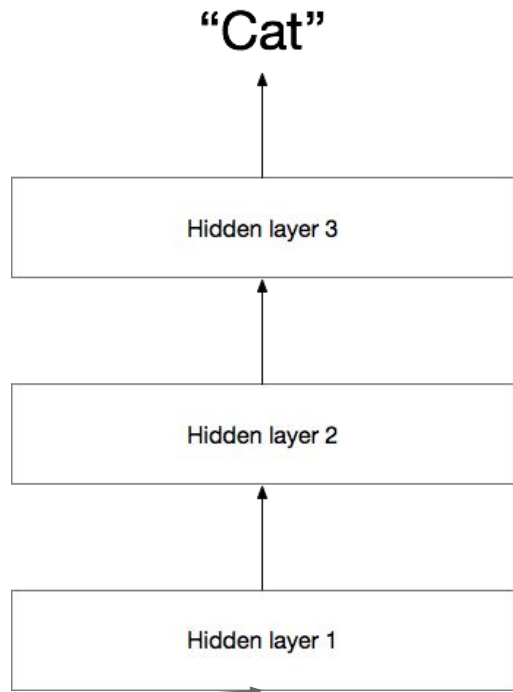 “Cat”
Hidden layer 3
Hidden layer 2
Hidden layer 1